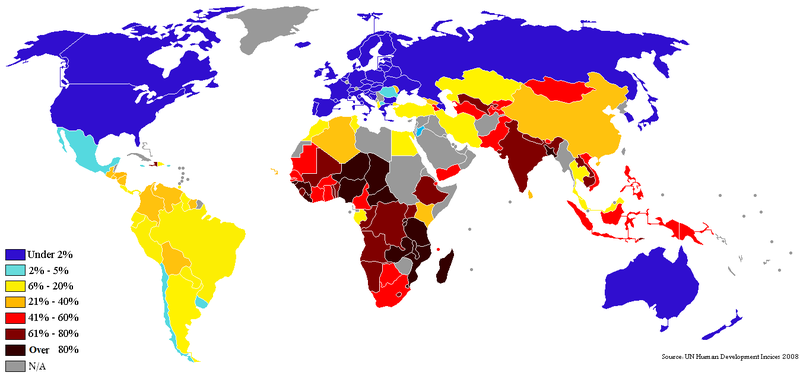 Under 2%
2% - 5%
6% - 20%
21% - 40%
41% - 60%
61% - 80%
Over 80%
N/A
Source: UN Human Development Indices 2008